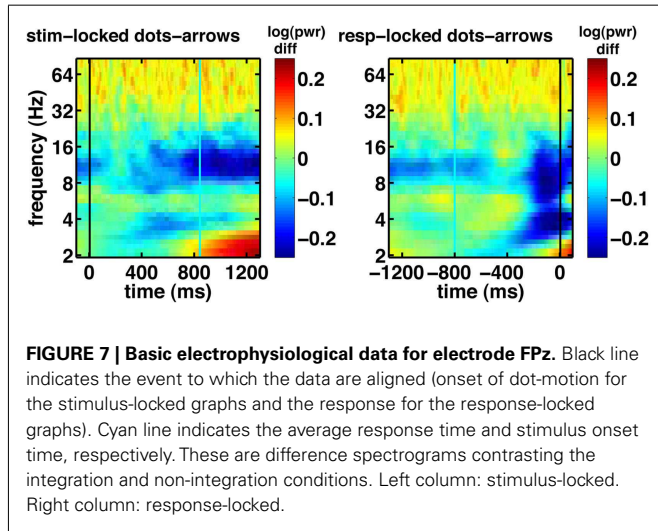 stim–locked dots–arrows
log(pwr)
diff
resp–locked dots–arrows
log(pwr)
diff
frequency (Hz)
64
32
16
8
4
2
0 400 800 1200
time (ms)
0.2
0.1
0
−0.1
−0.2
64
32
16
8
4
2
−1200 −800 −400 0
time (ms)
0.2
0.1
0
−0.1
−0.2
FIGURE 7 | Basic electrophysiological data for electrode FPz. Black line
indicates the event to which the data are aligned (onset of dot-motion for
the stimulus-locked graphs and the response for the response-locked
graphs). Cyan line indicates the average response time and stimulus onset
time, respectively. These are difference spectrograms contrasting the
integration and non-integration conditions. Left column: stimulus-locked.
Right column: response-locked.